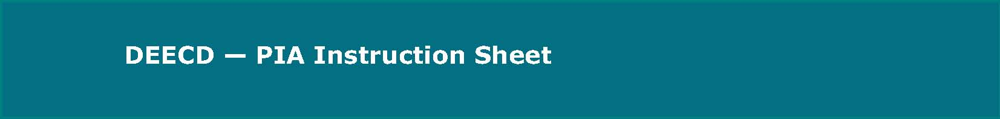 DEECD — PIA Instruction Sheet